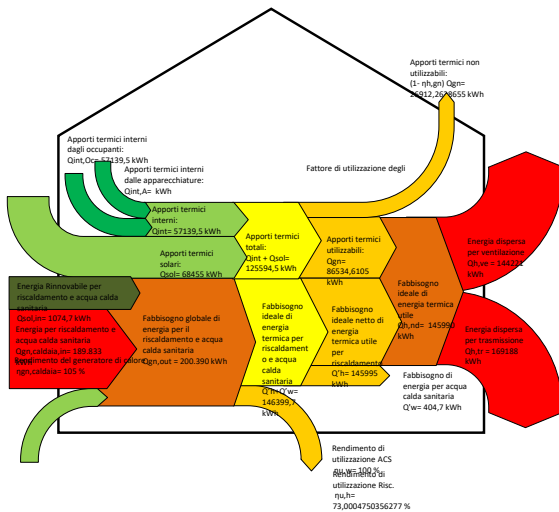 Apporti termici non
utilizzabili:
(1- ηh,gn) Qgn=
26912,2618655 kWh
Apporti termici interni
dagli occupanti:
Qint,Oc= 57139,5 kWh
Apporti termici interni
dalle apparecchiature:
Qint,A= kWh
Fattore di utilizzazione degli
Apporti termici
interni:
Qint= 57139,5 kWh
Apporti termici
solari:
Qsol= 68455 kWh
Apporti termici
totali:
Qint + Qsol=
125594,5 kWh
Apporti termici
utilizzabili:
Qgn=
86534,6105
kWh
Energia dispersa
per ventilazione
Qh,ve = 144221
kWh
Energia Rinnovabile per
riscaldamento e acqua calda
sanitaria
Qsol,in= 1074,7 kWh
Energia per riscaldamento e
acqua calda sanitaria
Qgn,caldaia,in= 189.833 kWh
Rendimento del generatore di calore
ηgn,caldaia= 105 %
Fabbisogno globale di
energia per il
riscaldamento e acqua
calda sanitaria
Qgn,out = 200.390 kWh
Fabbisogno
ideale di
energia
termica per
riscaldament
o e acqua
calda
sanitaria
Q'h+Q'w=
146399,7
kWh
Fabbisogno
ideale netto di
energia
termica utile
per
riscaldamento
Q'h= 145995
kWh
Fabbisogno
ideale di
energia termica
utile
Qh,nd= 145990
kWh
Energia dispersa
per trasmissione
Qh,tr = 169188
kWh
Fabbisogno di
energia per acqua
calda sanitaria
Q'w= 404,7 kWh
Rendimento di
utilizzazione ACS
ηu,w= 100 %
Rendimento di
utilizzazione Risc.
ηu,h=
73,0004750356277 %